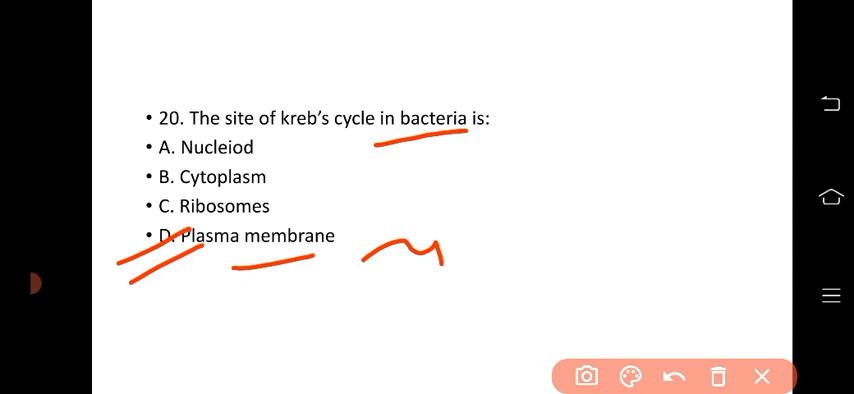 • 20. The site of kreb's cycle in bacteria is:
• A. Nucleiod
• B. Cytoplasm
• C. Ribosomes
• D. Plasma membrane